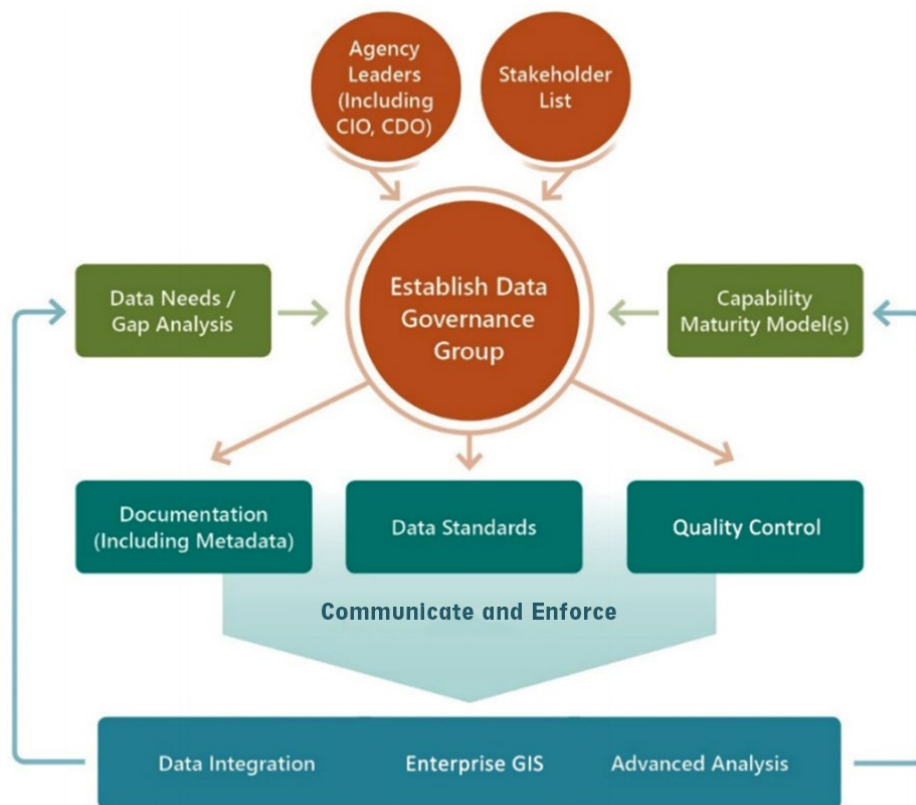 Agency
Leaders
(Including
CIO, CDO)
Stakeholder
List
Data Needs /
Gap Analysis
Establish Data
Governance
Group
Capability
Maturity Model(s)
Documentation
(Including Metadata)
Data Standards
Quality Control
Communicate and Enforce
Data Integration
Enterprise GIS
Advanced Analysis